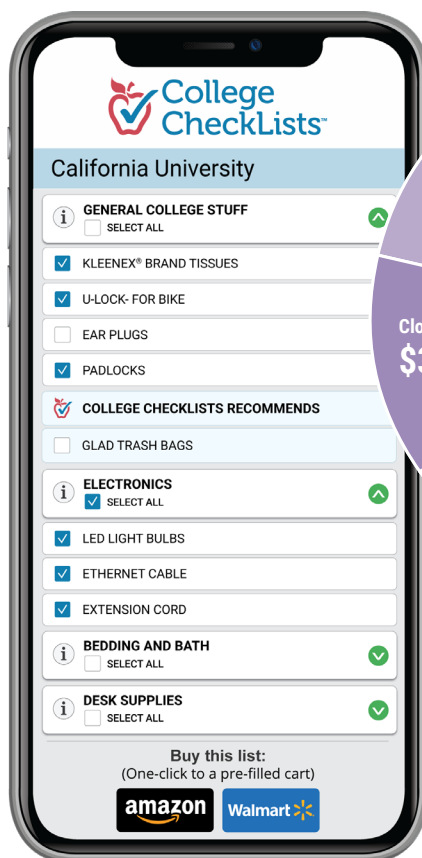 College
CheckLists™
California University
i GENERAL COLLEGE STUFF
SELECT ALL
KLEENEX® BRAND TISSUES
U-LOCK- FOR BIKE
EAR PLUGS
PADLOCKS
COLLEGE CHECKLISTS RECOMMENDS
GLAD TRASH BAGS
i ELECTRONICS
SELECT ALL
LED LIGHT BULBS
ETHERNET CABLE
EXTENSION CORD
i BEDDING AND BATH
SELECT ALL
i DESK SUPPLIES
SELECT ALL
Buy this list:
(One-click to a pre-filled cart)
amazon Walmart